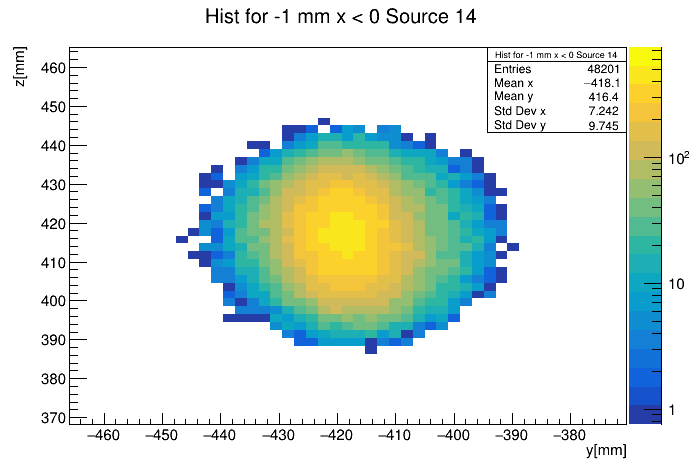 Hist for -1 mm x < 0 Source 14
z[mm]
Hist for -1 mm x < 0 Source 14
Entries 48201
Mean x −418.1
Mean y 416.4
Std Dev x 7.242
Std Dev y 9.745
460
450
440
430
420
410
400
390
380
370
10²
10
1
−460 −450 −440 −430 −420 −410 −400 −390 −380
y[mm]